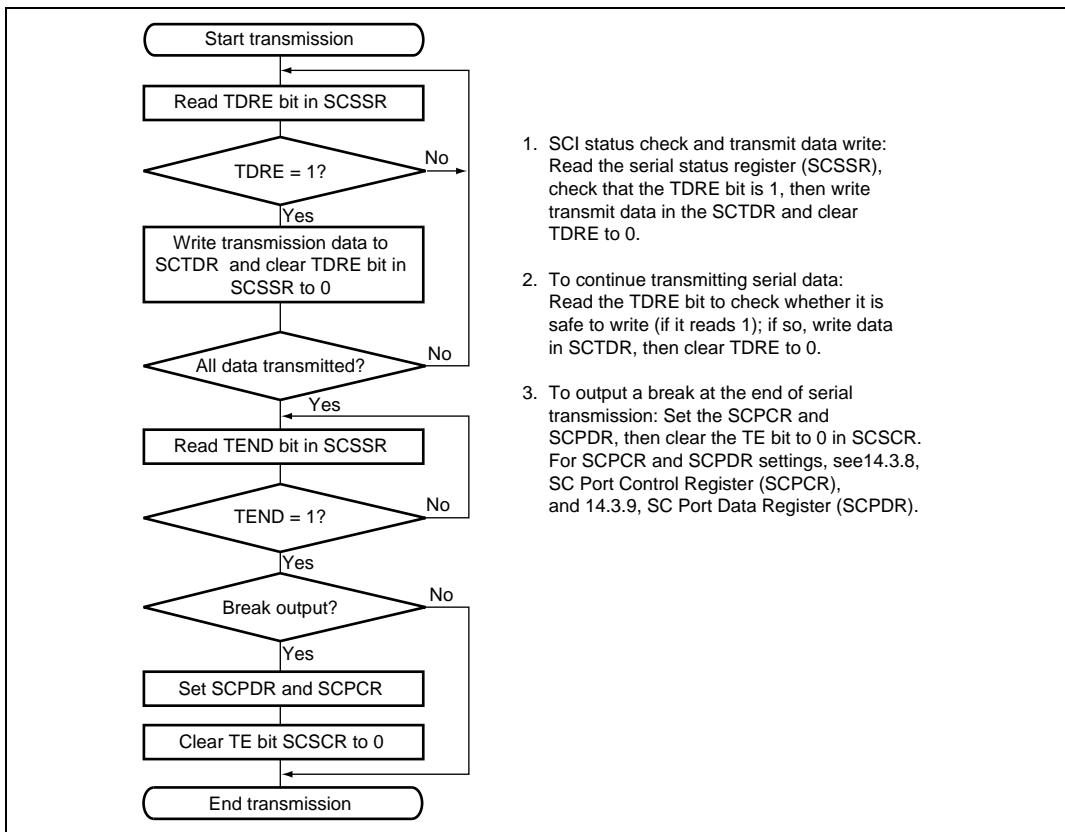 Start transmission
Read TDRE bit in SCSSR
TDRE = 1?
No
Yes
Write transmission data to
SCTDR and clear TDRE bit in
SCSSR to 0
All data transmitted?
No
Yes
Read TEND bit in SCSSR
TEND = 1?
No
Yes
Break output?
No
Yes
Set SCPDR and SCPCR
Clear TE bit SCSCR to 0
End transmission
1. SCI status check and transmit data write:
Read the serial status register (SCSSR),
check that the TDRE bit is 1, then write
transmit data in the SCTDR and clear
TDRE to 0.
2. To continue transmitting serial data:
Read the TDRE bit to check whether it is
safe to write (if it reads 1); if so, write data
in SCTDR, then clear TDRE to 0.
3. To output a break at the end of serial
transmission: Set the SCPCR and
SCPDR, then clear the TE bit to 0 in SCSCR.
For SCPCR and SCPDR settings, see14.3.8,
SC Port Control Register (SCPCR),
and 14.3.9, SC Port Data Register (SCPDR).